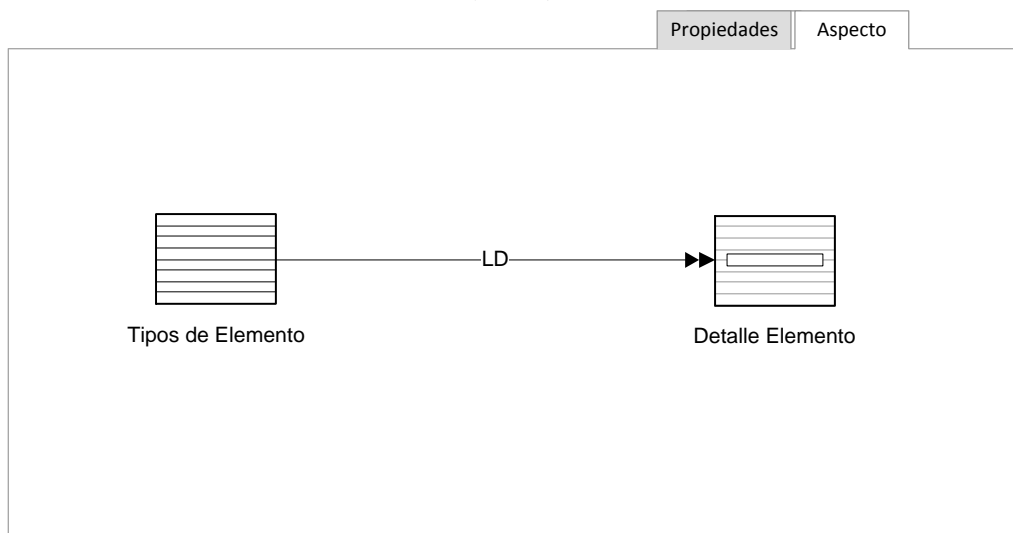 Propiedades
Aspecto
LD
Tipos de Elemento
Detalle Elemento